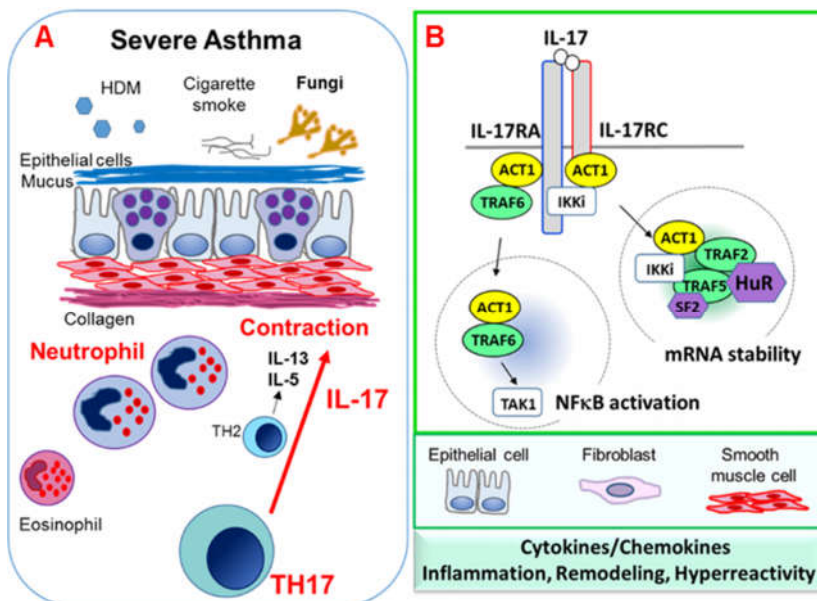 A
Severe Asthma
HDM
Cigarette
smoke
Fungi
Epithelial cells
Mucus
Collagen
Contraction
Neutrophil
IL-13
IL-5
IL-17
TH2
Eosinophil
TH17
B
IL-17
IL-17RA
IL-17RC
ACT1
ACT1
TRAF6
IKKi
ACT1
TRAF2
IKKi
TRAF5
HuR
SF2
mRNA stability
ACT1
TRAF6
TAK1
NFκB activation
Epithelial cell
Fibroblast
Smooth
muscle cell
Cytokines/Chemokines
Inflammation, Remodeling, Hyperreactivity